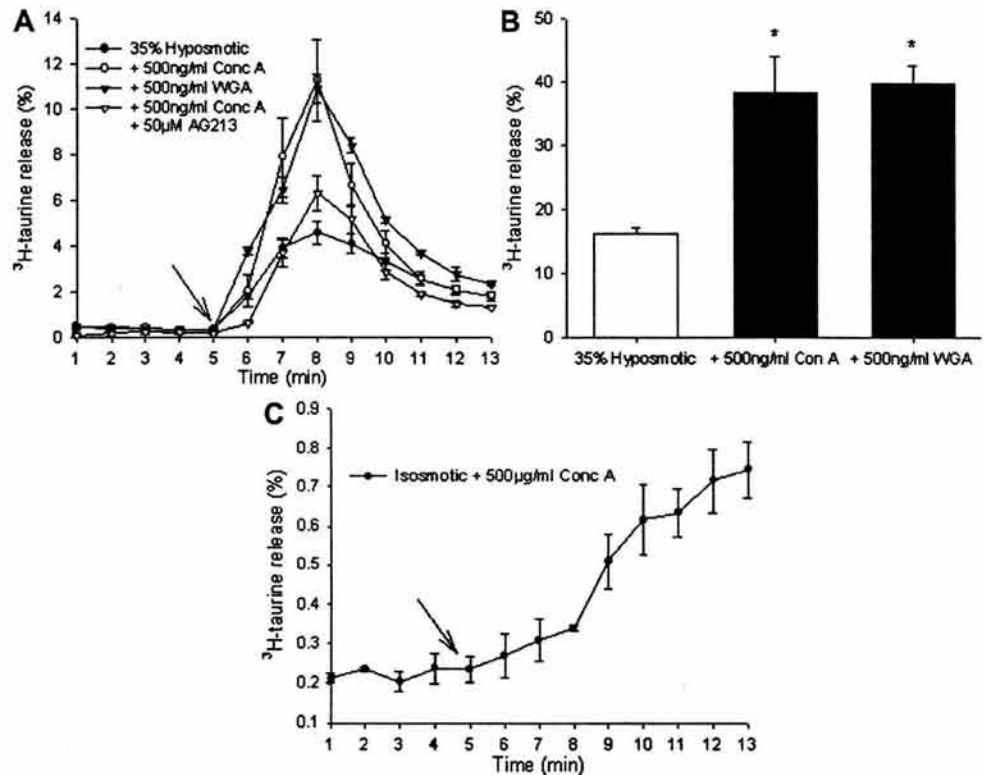 A
14
12
10
8
6
4
2
0
³H-taurine release (%)
35% Hyposmotic
+ 500ng/ml Conc A
+ 500ng/ml WGA
+ 500ng/ml Conc A
+ 50µM AG213
1 2 3 4 5 6 7 8 9 10 11 12 13
Time (min)
B
50
40
30
20
10
0
³H-taurine release (%)
* *
35% Hyposmotic + 500ng/ml Con A + 500ng/ml WGA
C
0.9
0.8
0.7
0.6
0.5
0.4
0.3
0.2
0.1
³H-taurine release (%)
Isosmotic + 500µg/ml Conc A
1 2 3 4 5 6 7 8 9 10 11 12 13
Time (min)